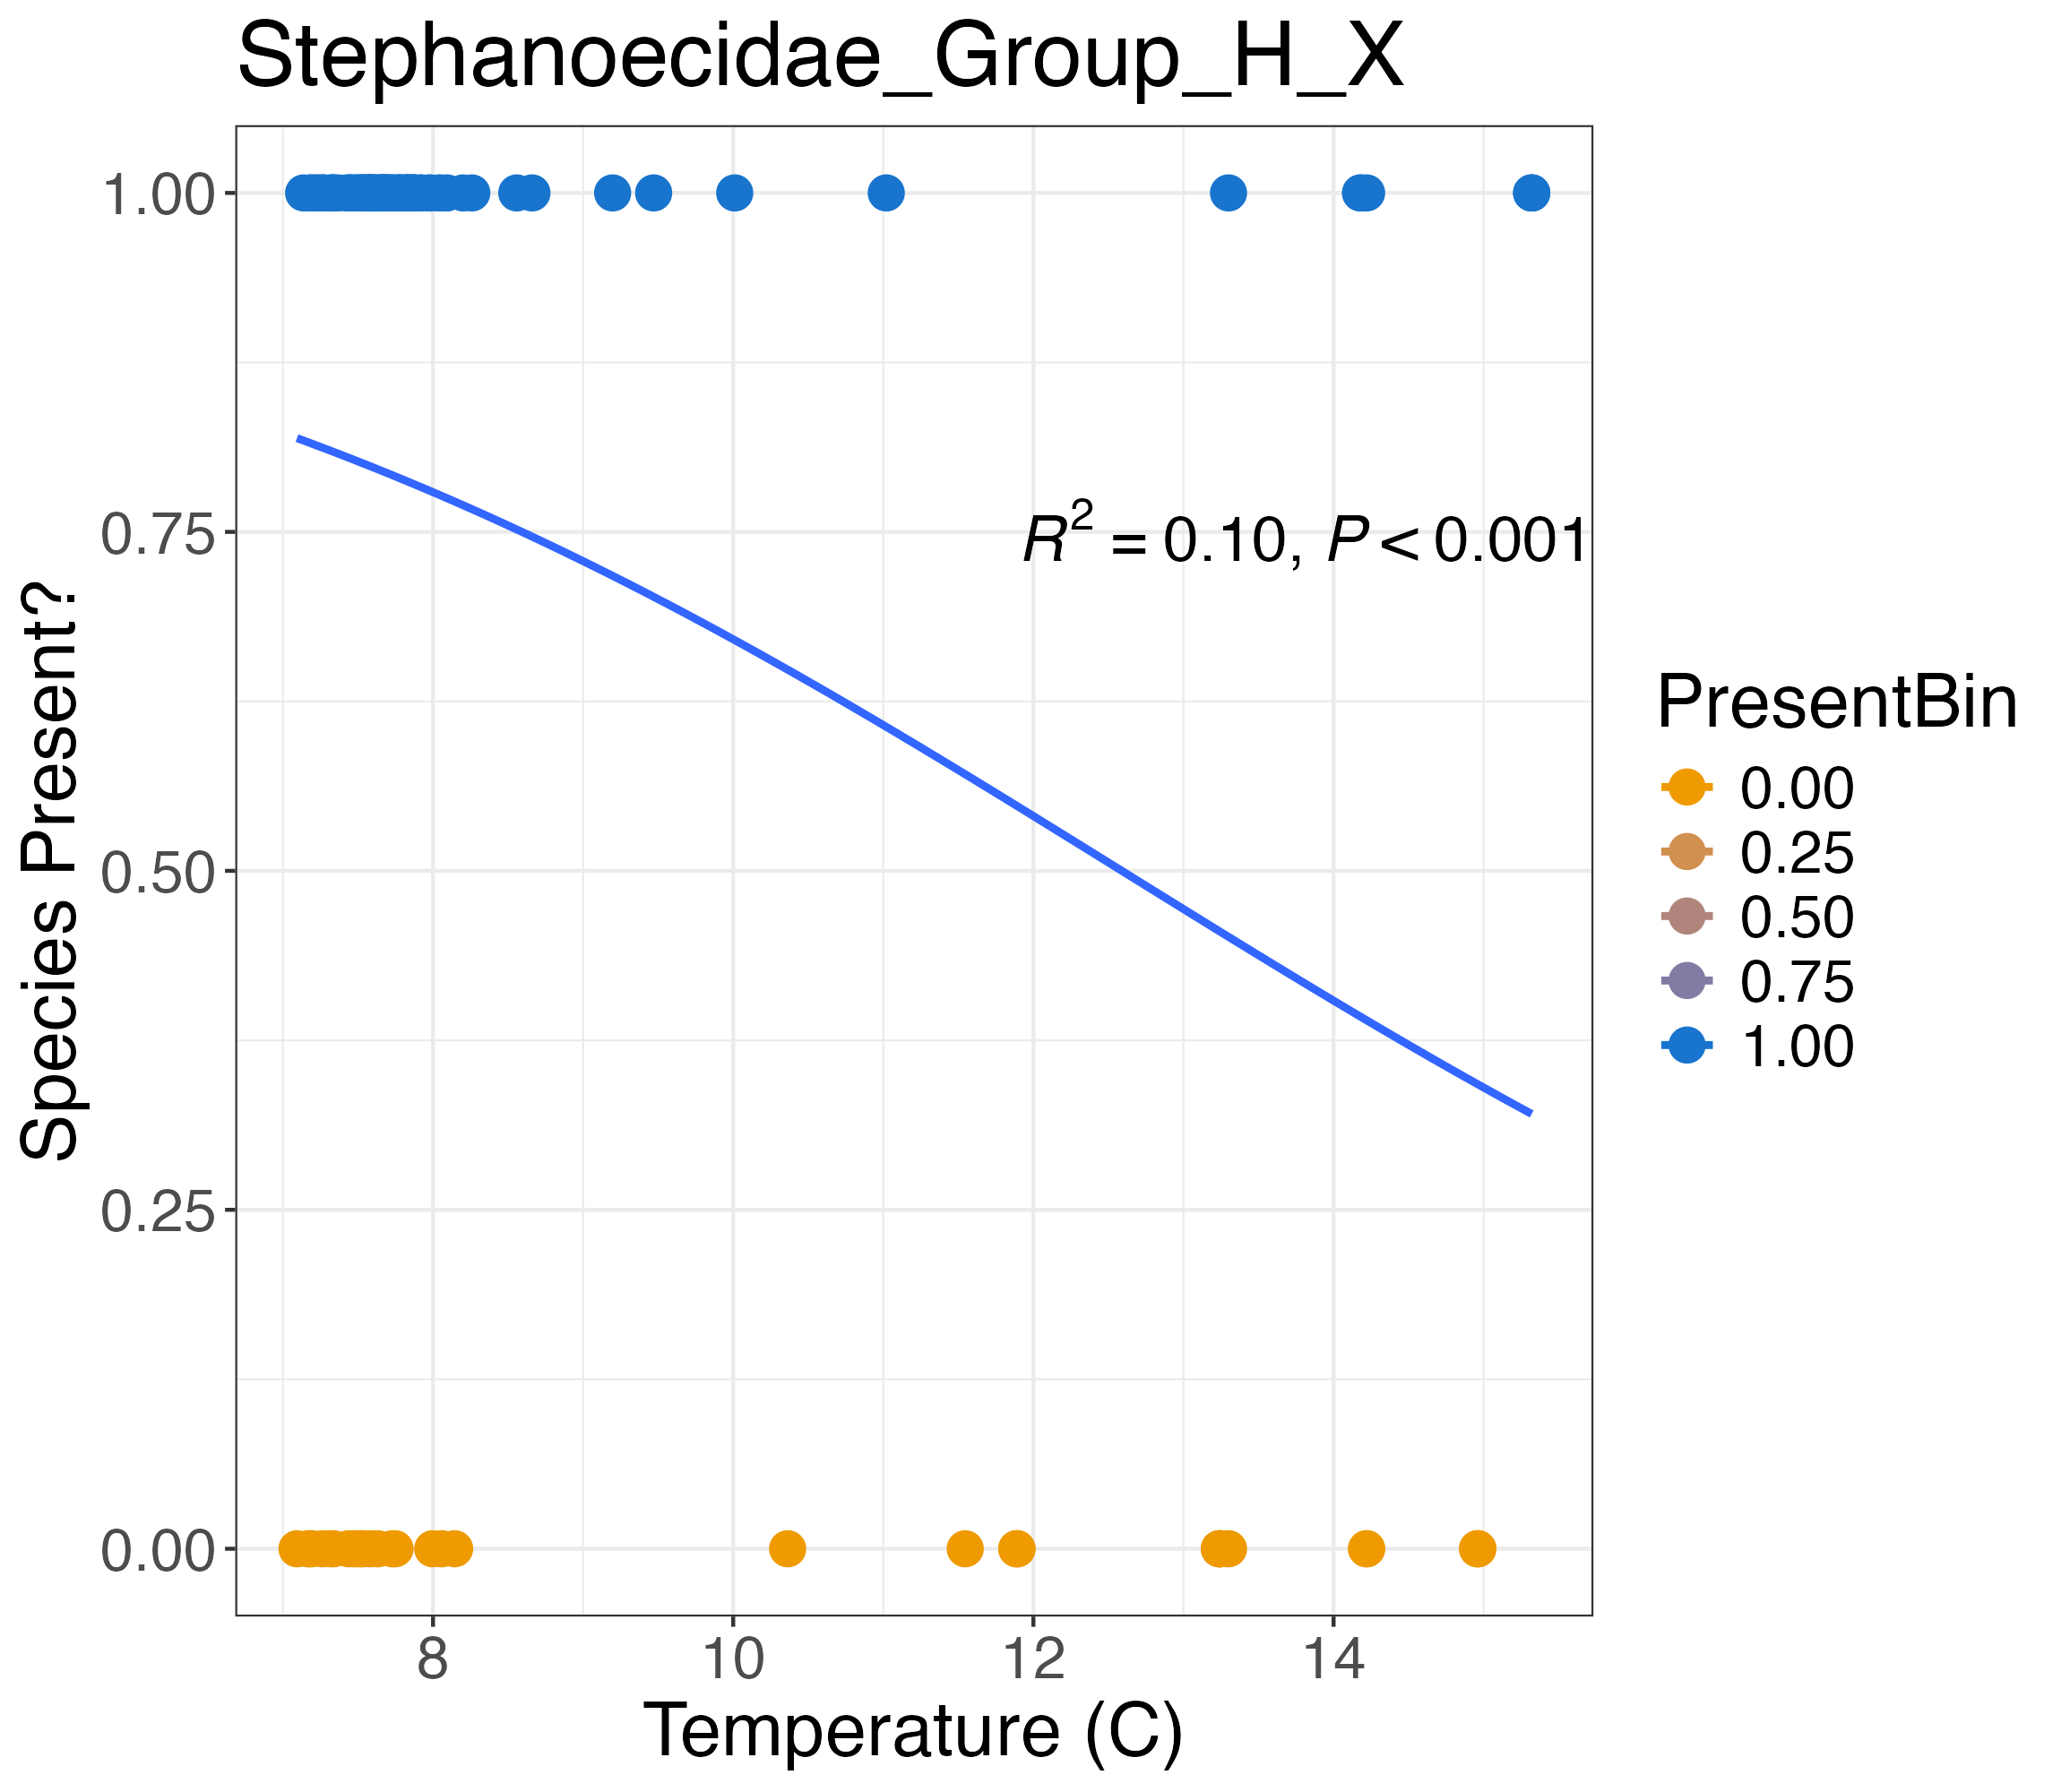 Stephanoecidae_Group_H_X
Species Present?
1.00
0.75
0.50
0.25
0.00
R² = 0.10, P < 0.001
8 10 12 14
Temperature (C)
PresentBin
0.00
0.25
0.50
0.75
1.00